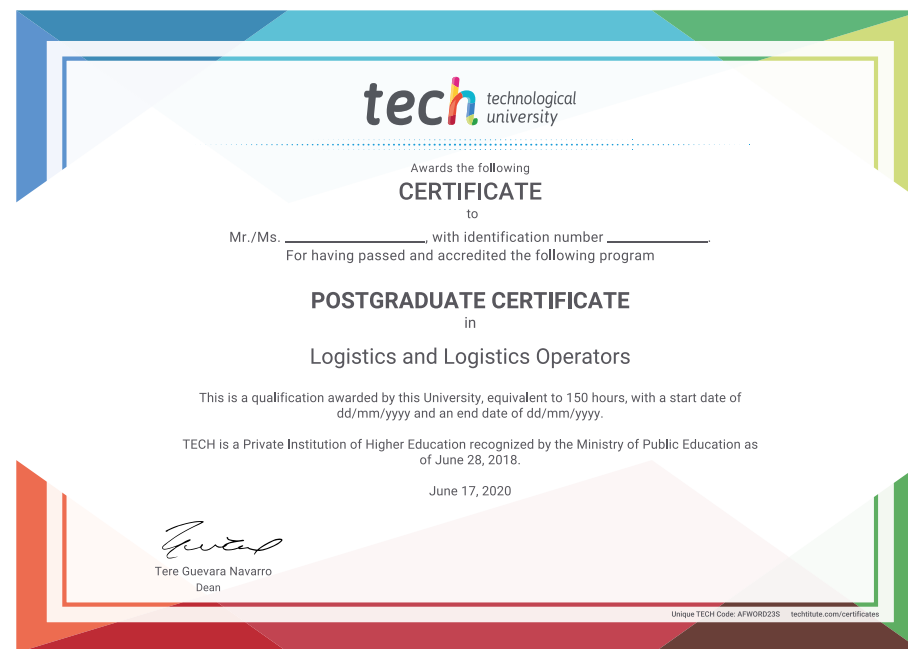 tech technological
university
Awards the following
CERTIFICATE
to
Mr./Ms. ____________________, with identification number ______________.
For having passed and accredited the following program
POSTGRADUATE CERTIFICATE
in
Logistics and Logistics Operators
This is a qualification awarded by this University, equivalent to 150 hours, with a start date of
dd/mm/yyyy and an end date of dd/mm/yyyy.
TECH is a Private Institution of Higher Education recognized by the Ministry of Public Education as
of June 28, 2018.
June 17, 2020
Tere Guevara Navarro
Dean
Unique TECH Code: AFWORD23S techtitute.com/certificates